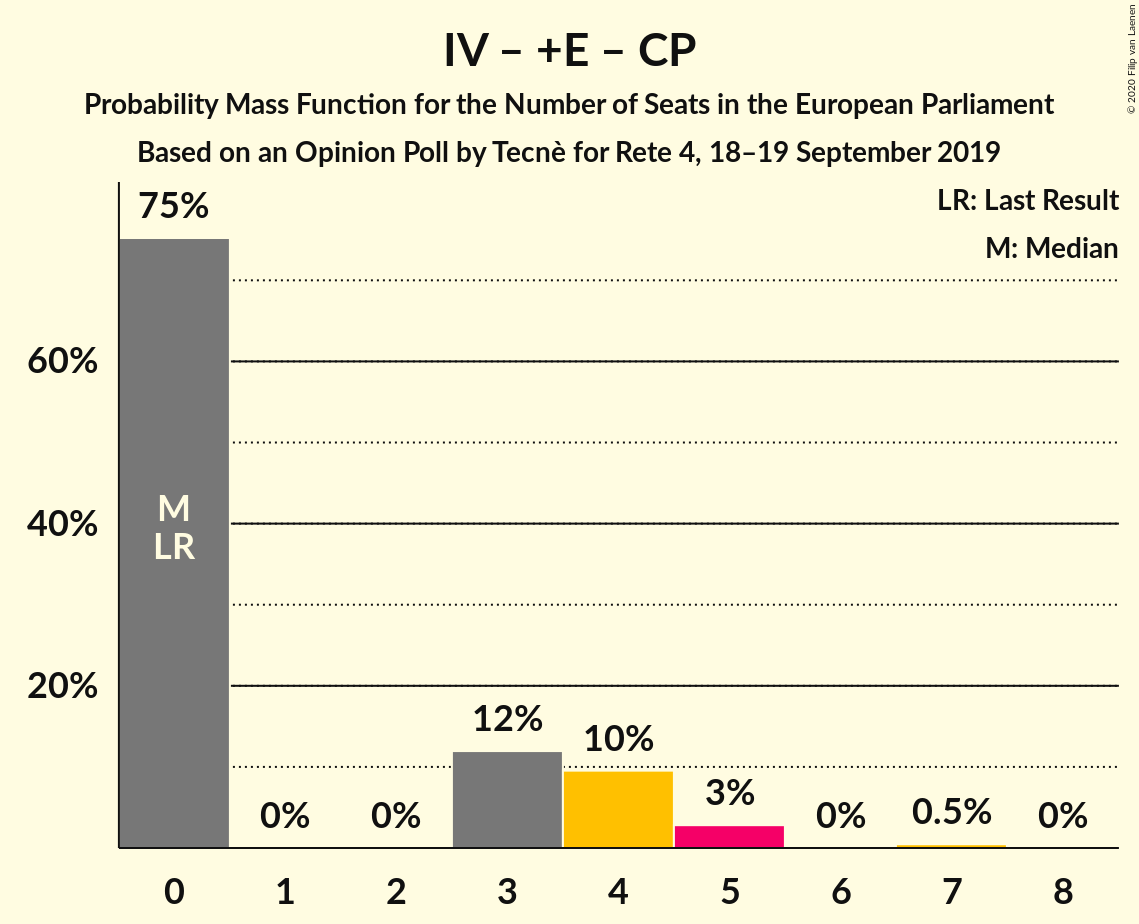 IV – +E – CP
Probability Mass Function for the Number of Seats in the European Parliament
Based on an Opinion Poll by Tecnè for Rete 4, 18–19 September 2019
© 2020 Filip van Laenen
LR: Last Result
M: Median
75%
60%
40%
20%
M
LR
0%
0%
12%
10%
3%
0%
0.5%
0%
0 1 2 3 4 5 6 7 8